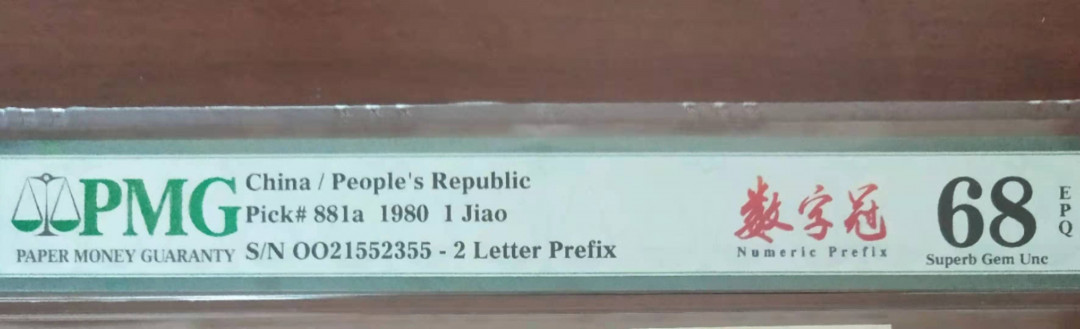 PMG
PAPER MONEY GUARANTY
China / People's Republic
Pick# 881a 1980 1 Jiao
S/N OO21552355 - 2 Letter Prefix
数字冠
Numeric Prefix
68
EPQ
Superb Gem Unc